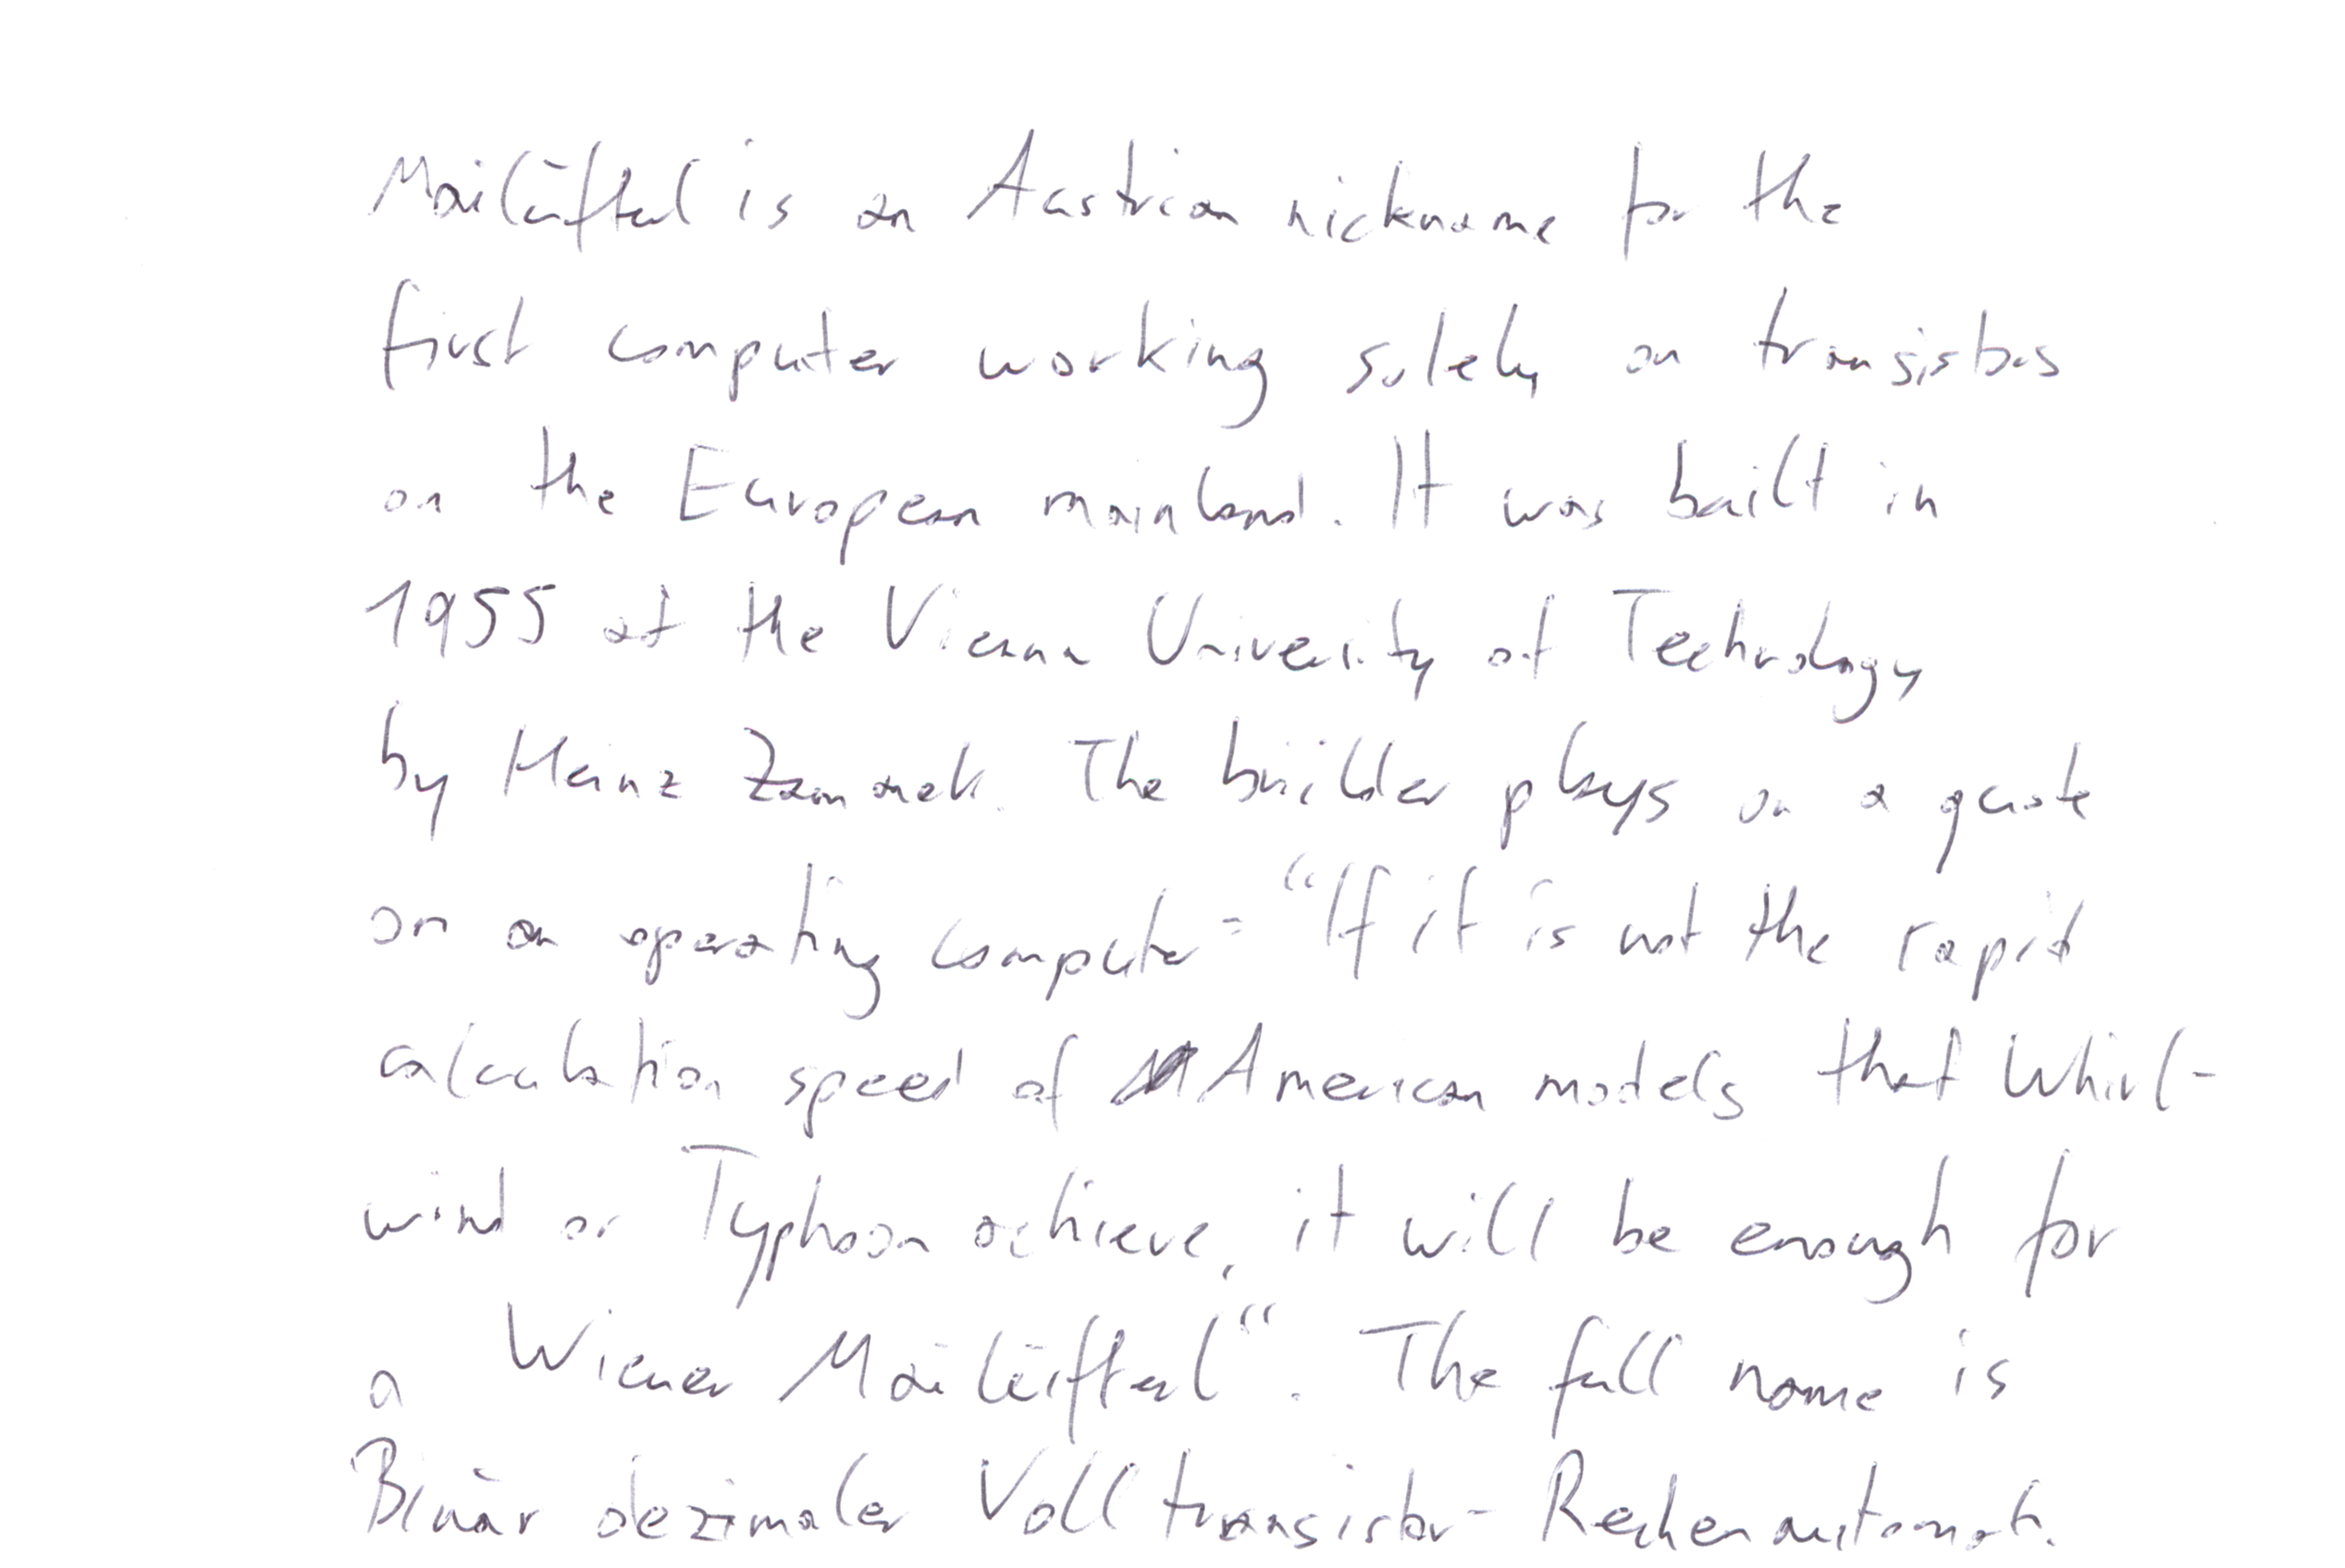 Mailüfterl is an Austrian nickname for the
first computer working solely on transistors
on the European mainland. It was built in
1955 at the Vienna University of Technology
by Heinz Zemanek. The builder plays on a quote
on an operating computer: "If it is not the rapid
calculation speed of American models that Whirl-
wind or Typhoon achieve, it will be enough for
a Wiener Mailüfterl". The full name is
Binär dezimaler Volltransistor-Rechenautomat.